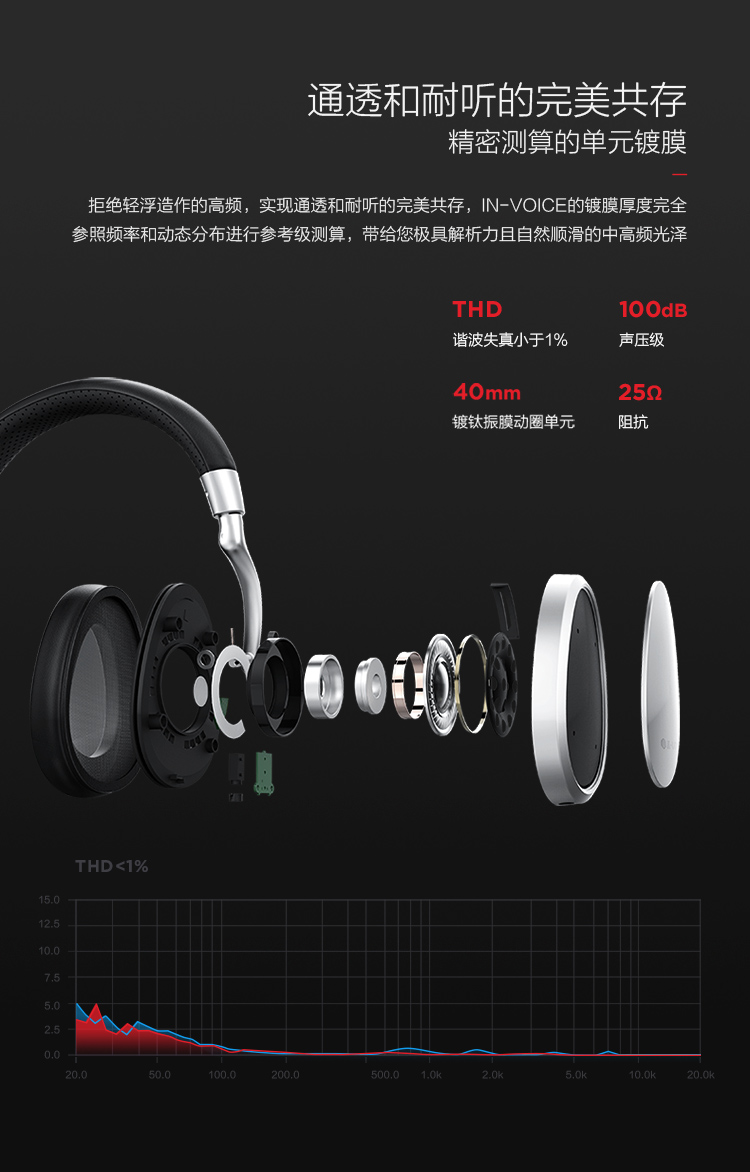 通透和耐听的完美共存
精密测算的单元镀膜
拒绝轻浮造作的高频，实现通透和耐听的完美共存，IN-VOICE的镀膜厚度完全
参照频率和动态分布进行参考级测算，带给您极具解析力且自然顺滑的中高频光泽
THD 100dB
谐波失真小于1% 声压级
40mm 25Ω
镀钛振膜动圈单元 阻抗
L
THD<1%
15.0
12.5
10.0
7.5
5.0
2.5
0.0
20.0 50.0 100.0 200.0 500.0 1.0k 2.0k 5.0k 10.0k 20.0k